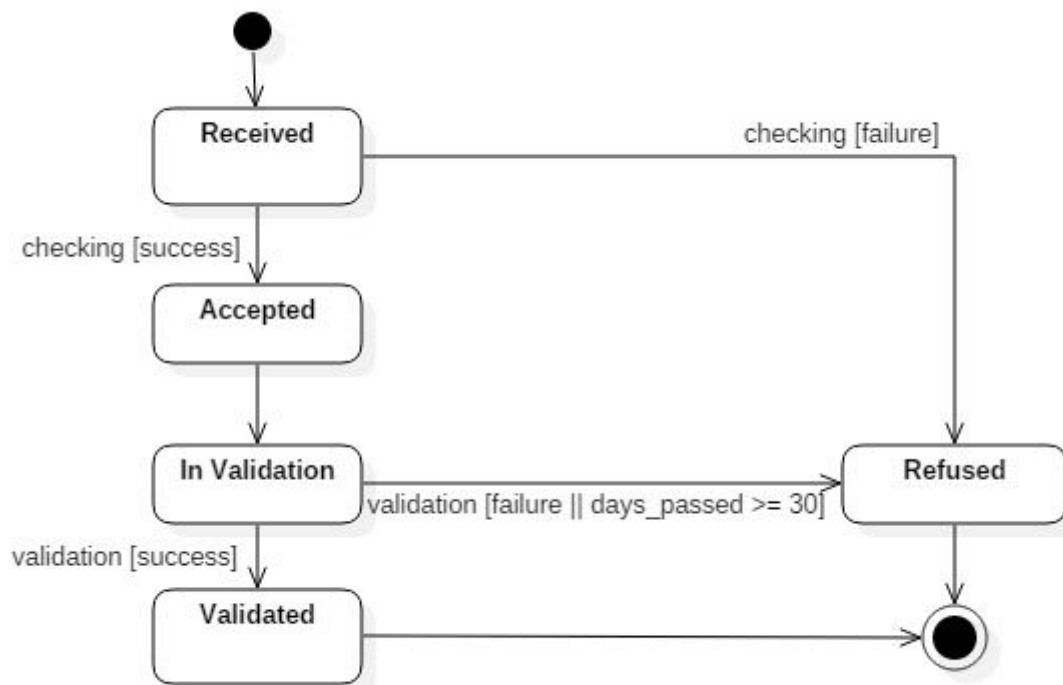 Received
checking [failure]
checking [success]
Accepted
In Validation
Refused
validation [failure || days_passed >= 30]
validation [success]
Validated